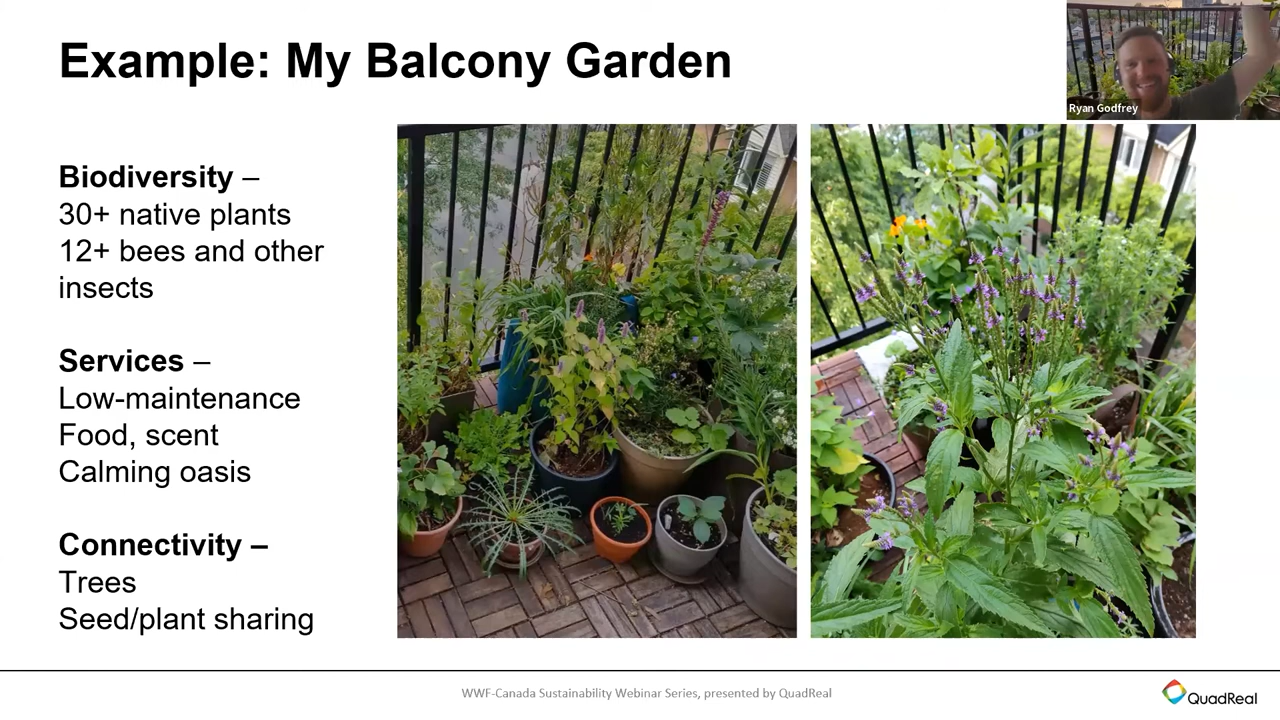 Example: My Balcony Garden
Ryan Godfrey
Biodiversity –
30+ native plants
12+ bees and other
insects
Services –
Low-maintenance
Food, scent
Calming oasis
Connectivity –
Trees
Seed/plant sharing
WWF-Canada Sustainability Webinar Series, presented by QuadReal
QuadReal